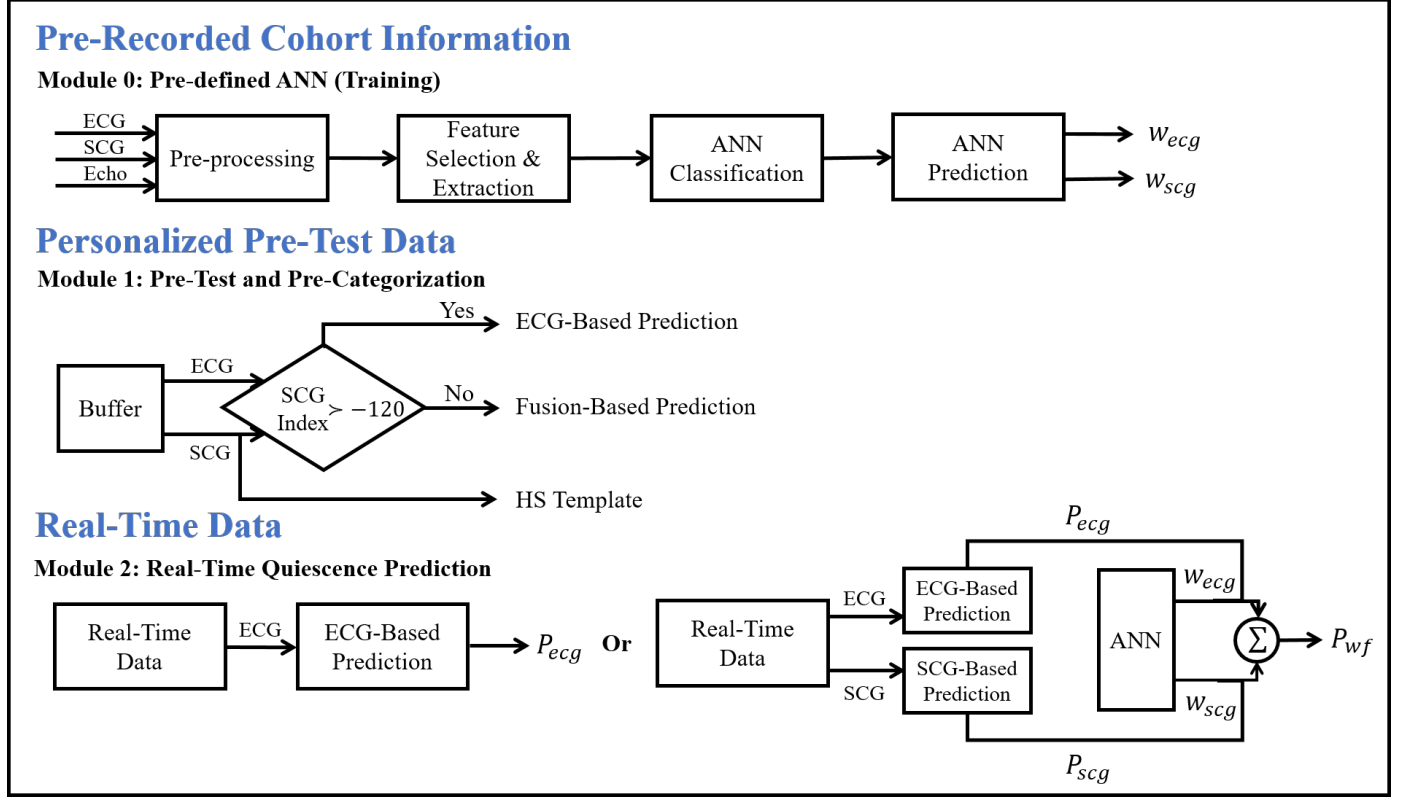 Pre-Recorded Cohort Information
Module 0: Pre-defined ANN (Training)
ECG
SCG
Echo
Pre-processing
Feature
Selection &
Extraction
ANN
Classification
ANN
Prediction
w_ecg
w_scg
Personalized Pre-Test Data
Module 1: Pre-Test and Pre-Categorization
Buffer
ECG
SCG
SCG
Index
≻ −120
Yes
ECG-Based Prediction
No
Fusion-Based Prediction
HS Template
Real-Time Data
Module 2: Real-Time Quiescence Prediction
Real-Time
Data
ECG
ECG-Based
Prediction
P_ecg
Or
Real-Time
Data
ECG
SCG
ECG-Based
Prediction
SCG-Based
Prediction
P_ecg
ANN
w_ecg
w_scg
Σ
P_wf
P_scg